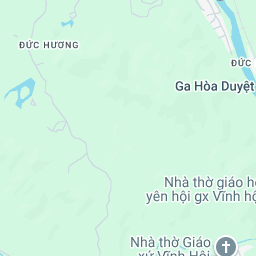 ĐỨC HƯƠNG
ĐỨC
Ga Hòa Duyệt
Nhà thờ giáo họ
yên hội gx Vĩnh hộ
Nhà thờ Giáo
xứ Vĩnh Hội